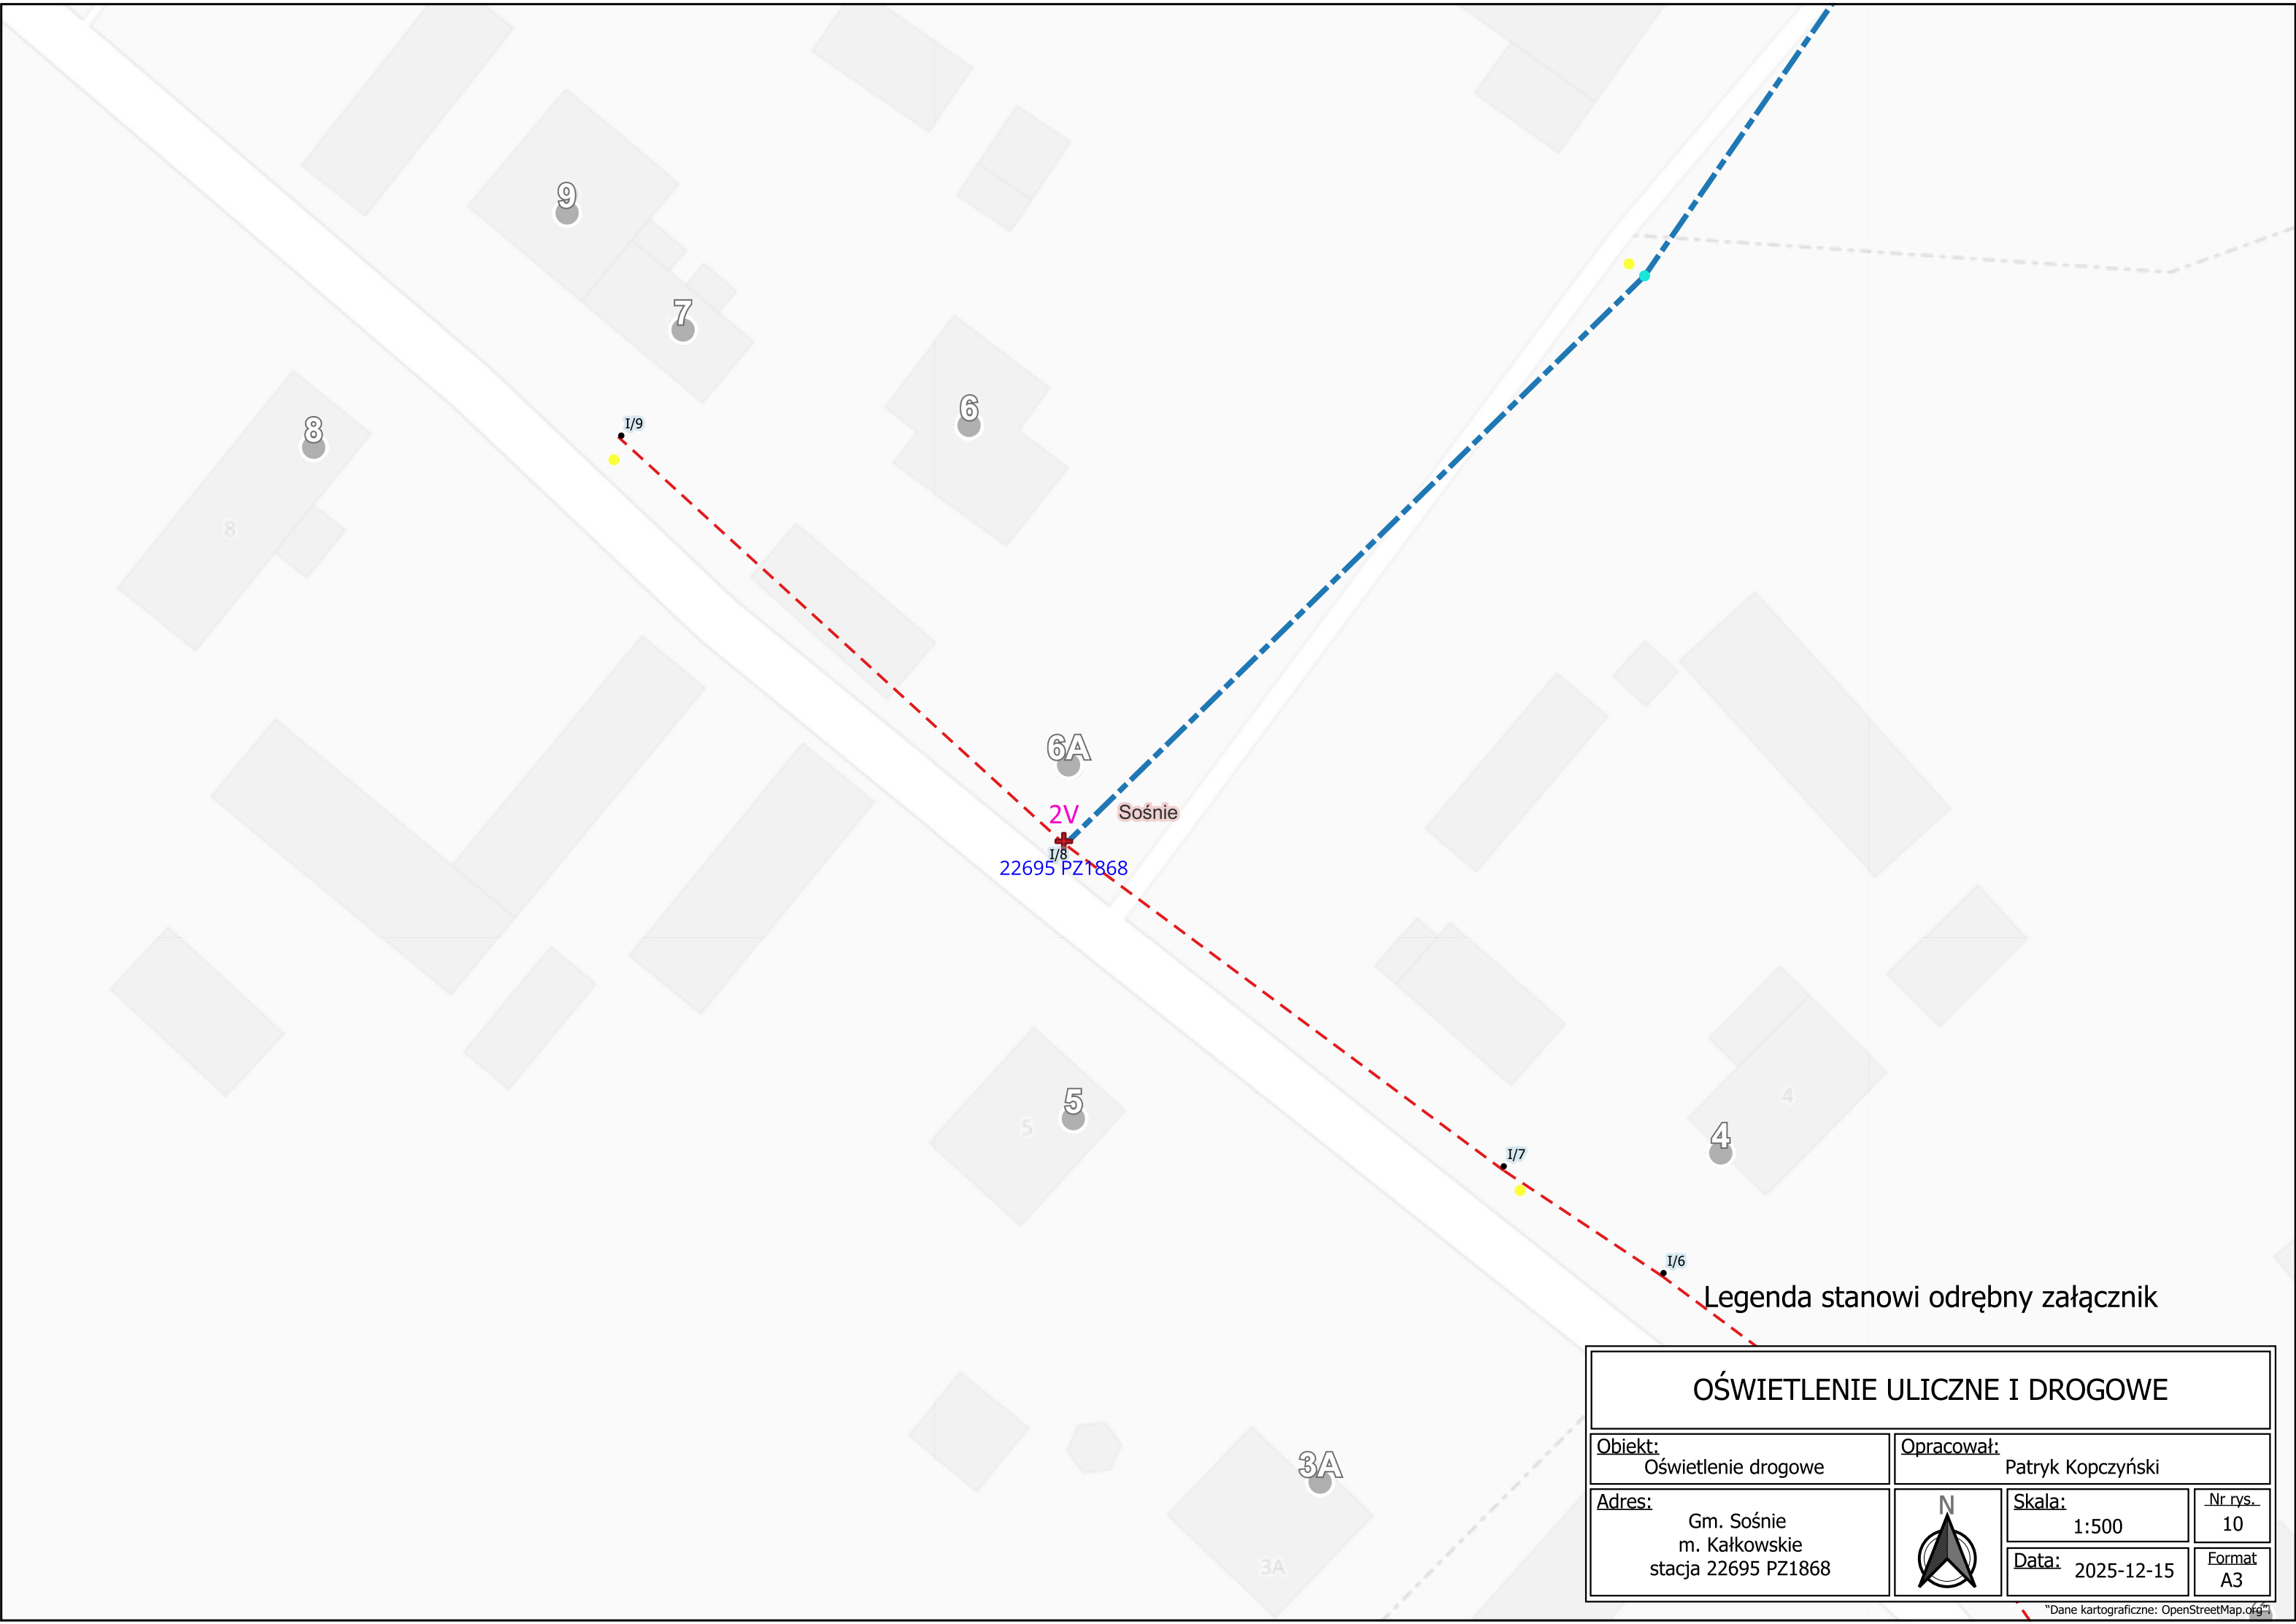 9
7
6
8
I/9
8
6A
2V
Sośnie
I/8
22695 PZ1868
5
5
4
4
I/7
I/6
Legenda stanowi odrębny załącznik
3A
3A
OŚWIETLENIE ULICZNE I DROGOWE
Obiekt:
Oświetlenie drogowe
Opracował:
Patryk Kopczyński
Adres:
Gm. Sośnie
m. Kałkowskie
stacja 22695 PZ1868
N
Skala:
1:500
Nr rys.
10
Data: 2025-12-15
Format
A3
"Dane kartograficzne: OpenStreetMap.org"